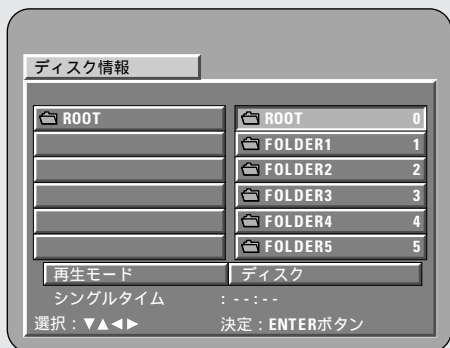 ディスク情報
ROOT ROOT 0
FOLDER1 1
FOLDER2 2
FOLDER3 3
FOLDER4 4
FOLDER5 5
再生モード ディスク
シングルタイム :--:--
選択:▼▲◀▶ 決定:ENTERボタン